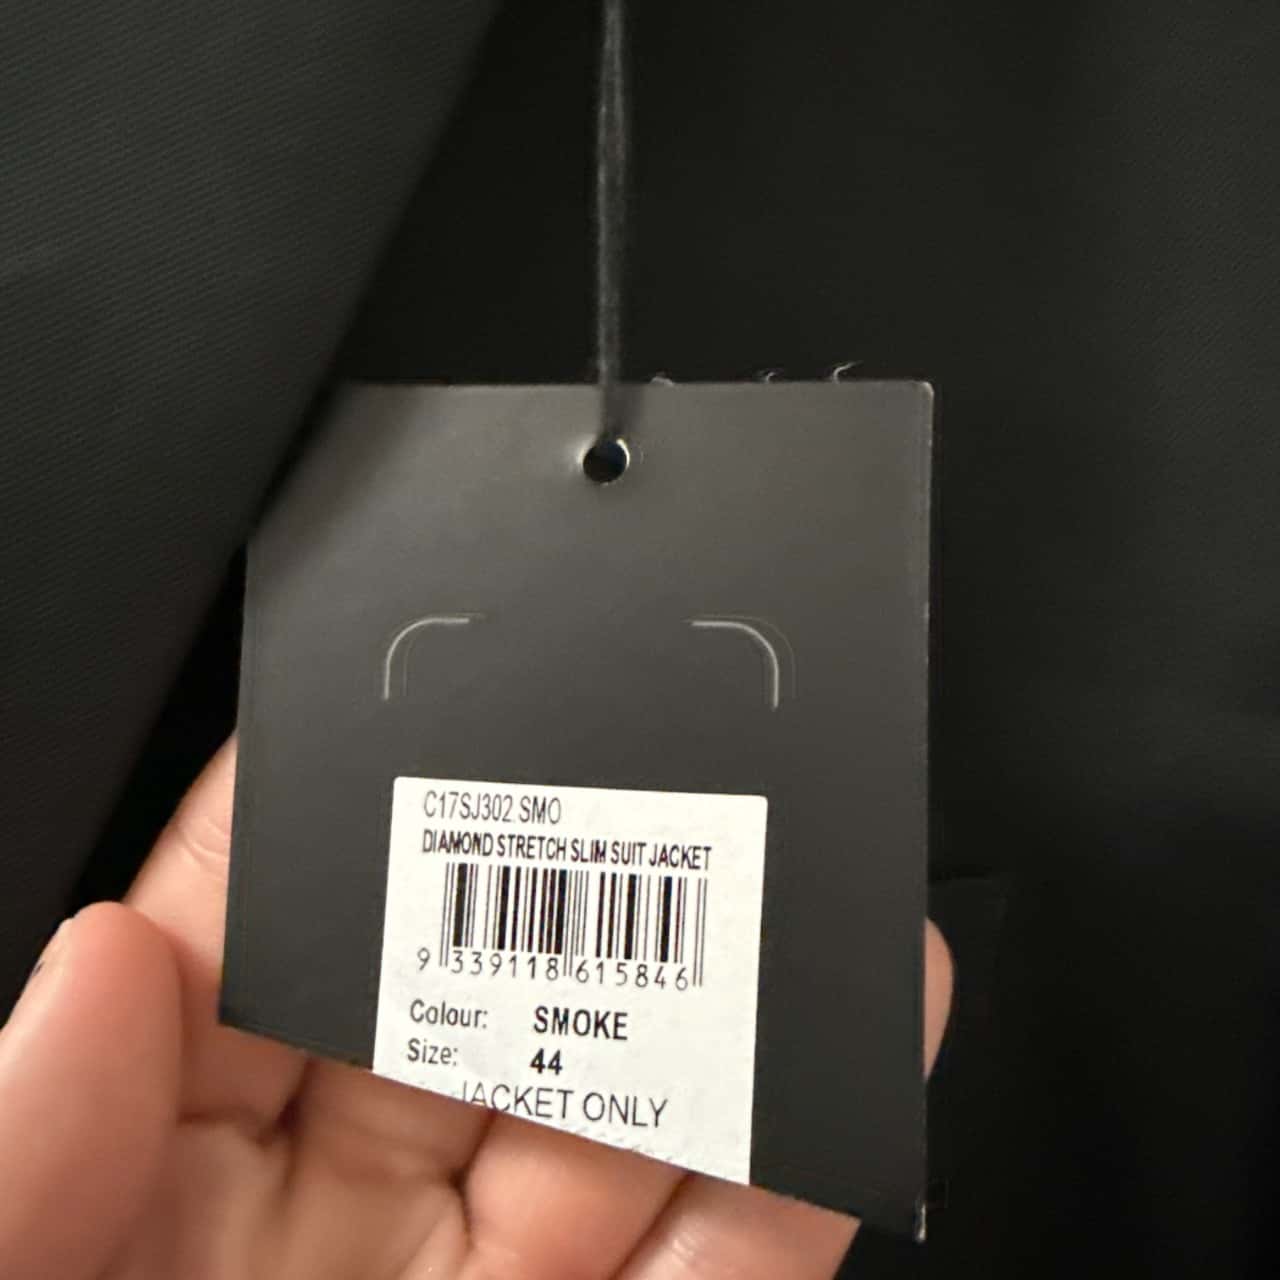 C17SJ302 SMO
DIAMOND STRETCH SLIM SUIT JACKET
9 339118 615846
Colour: SMOKE
Size: 44
JACKET ONLY